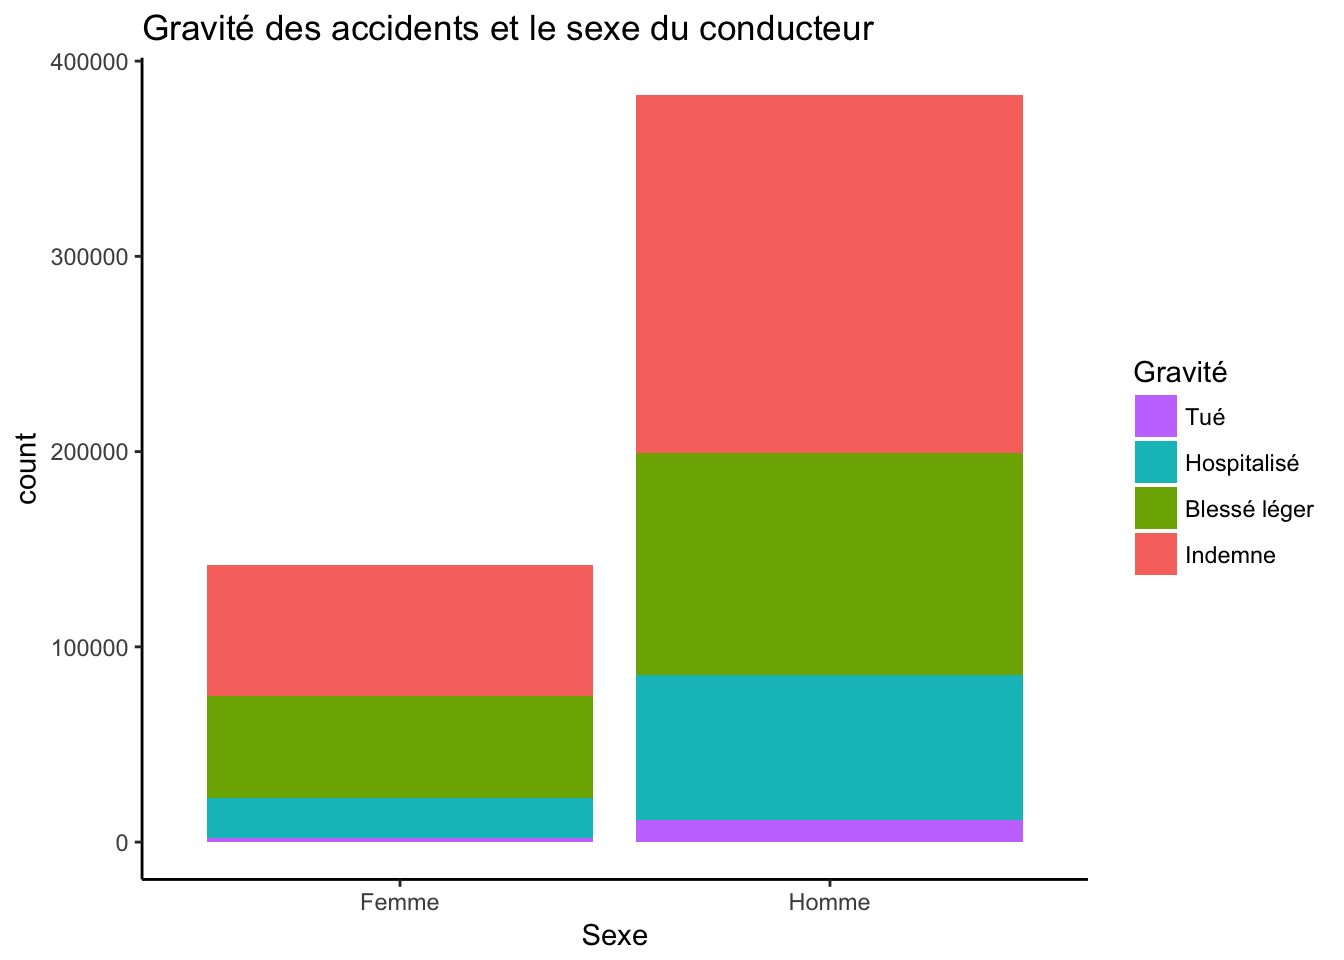 Gravité des accidents et le sexe du conducteur
400000
300000
200000
100000
0
count
Femme
Homme
Sexe
Gravité
Tué
Hospitalisé
Blessé léger
Indemne